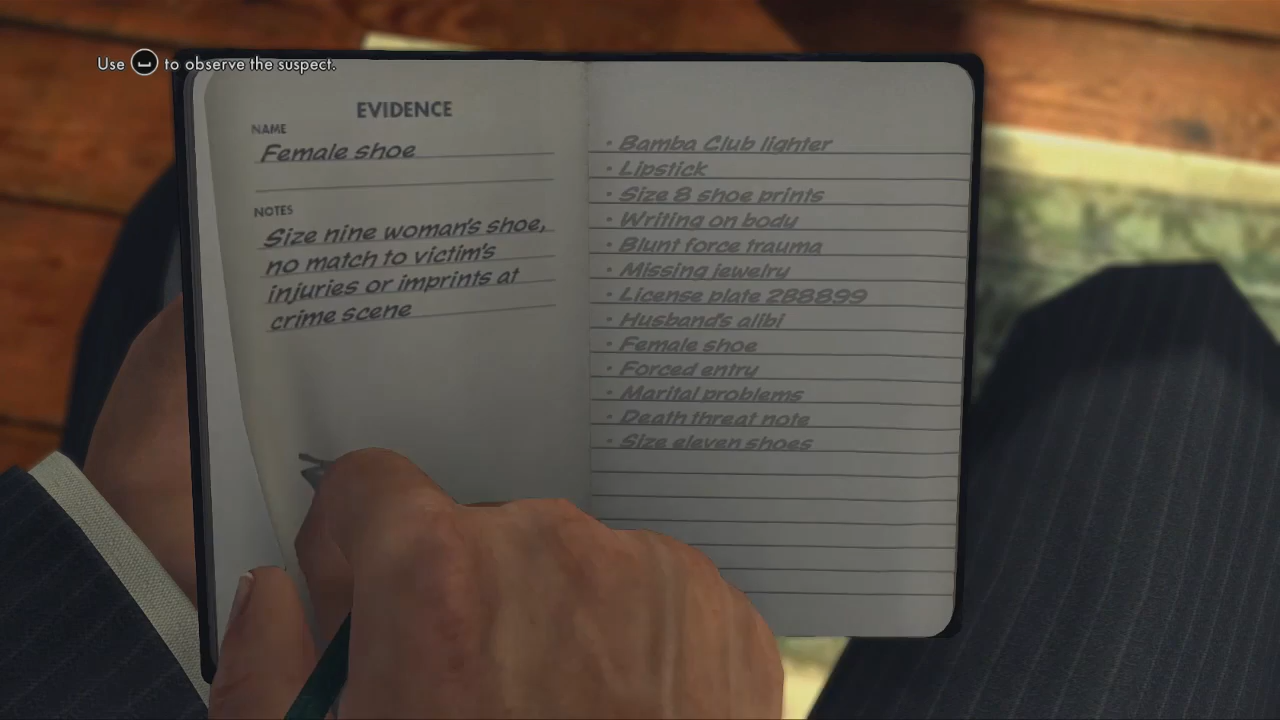 Use to observe the suspect.
EVIDENCE
NAME
Female shoe
NOTES
Size nine woman's shoe,
no match to victim's
injuries or imprints at
crime scene
• Bamba Club lighter
• Lipstick
• Size 8 shoe prints
• Writing on body
• Blunt force trauma
• Missing jewelry
• License plate 2B8899
• Husband's alibi
• Female shoe
• Forced entry
• Marital problems
• Death threat note
• Size eleven shoes